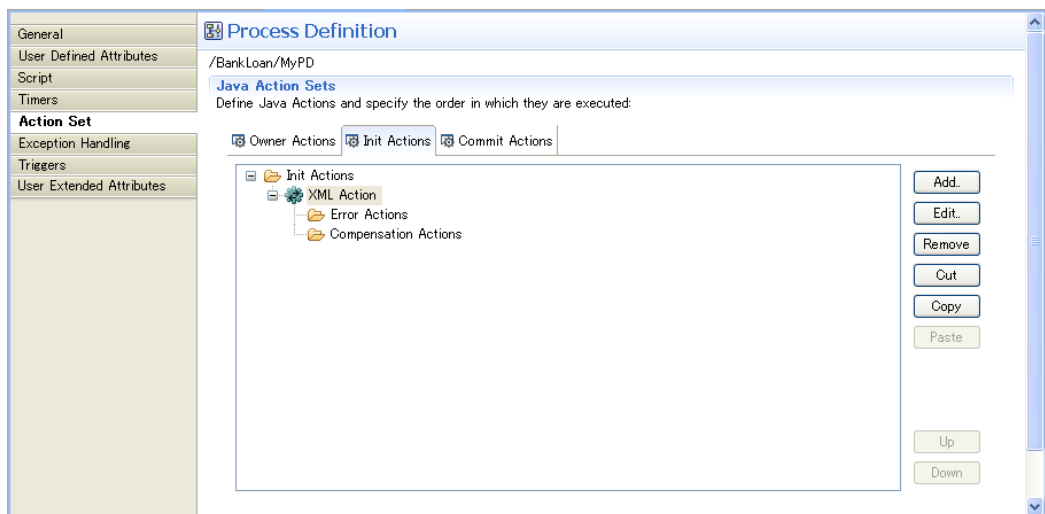 General
User Defined Attributes
Script
Timers
Action Set
Exception Handling
Triggers
User Extended Attributes
Process Definition
/BankLoan/MyPD
Java Action Sets
Define Java Actions and specify the order in which they are executed:
Owner Actions Init Actions Commit Actions
Init Actions
XML Action
Error Actions
Compensation Actions
Add..
Edit..
Remove
Cut
Copy
Paste
Up
Down